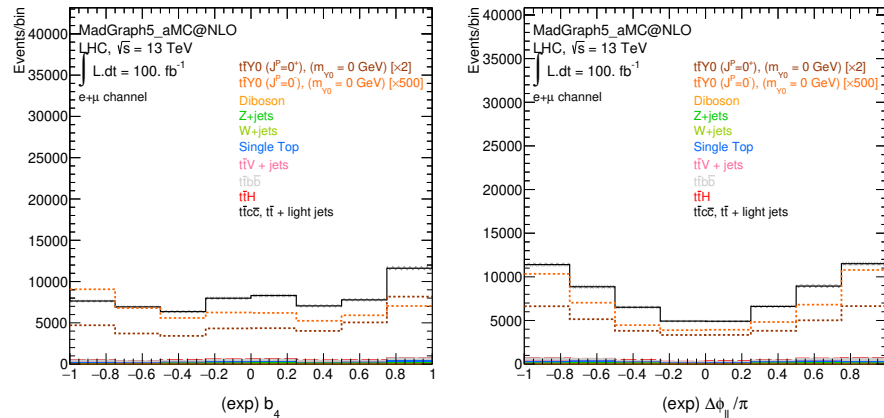 Events/bin
40000
35000
30000
25000
20000
15000
10000
5000
0
MadGraph5_aMC@NLO
LHC, √s = 13 TeV
∫ L.dt = 100. fb⁻¹
e+μ channel
tt̄Y0 (Jᴾ=0⁺), (m_Y0 = 0 GeV) [×2]
tt̄Y0 (Jᴾ=0⁻), (m_Y0 = 0 GeV) [×500]
Diboson
Z+jets
W+jets
Single Top
tt̄V + jets
tt̄bb̄
tt̄H
tt̄cc̄, tt̄ + light jets
−1 −0.8 −0.6 −0.4 −0.2 0 0.2 0.4 0.6 0.8 1
(exp) b₄
Events/bin
40000
35000
30000
25000
20000
15000
10000
5000
0
MadGraph5_aMC@NLO
LHC, √s = 13 TeV
∫ L.dt = 100. fb⁻¹
e+μ channel
tt̄Y0 (Jᴾ=0⁺), (m_Y0 = 0 GeV) [×2]
tt̄Y0 (Jᴾ=0⁻), (m_Y0 = 0 GeV) [×500]
Diboson
Z+jets
W+jets
Single Top
tt̄V + jets
tt̄bb̄
tt̄H
tt̄cc̄, tt̄ + light jets
−1 −0.8 −0.6 −0.4 −0.2 0 0.2 0.4 0.6 0.8
(exp) Δϕ_ll/π